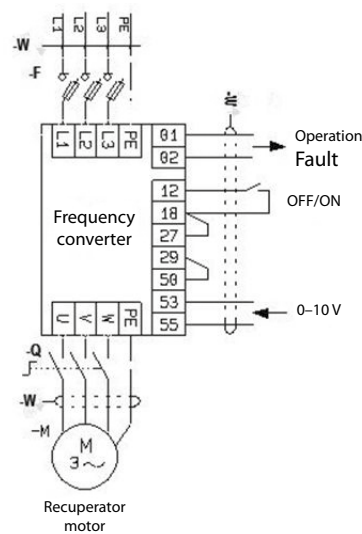 L1 L2 L3 PE
-W
-F
L1 L2 L3 PE
01
02
-W
Operation
Fault
12
18
27
OFF/ON
Frequency
converter
29
50
53
55
0–10 V
U V W PE
-Q
-W
-M
M
3~
Recuperator
motor